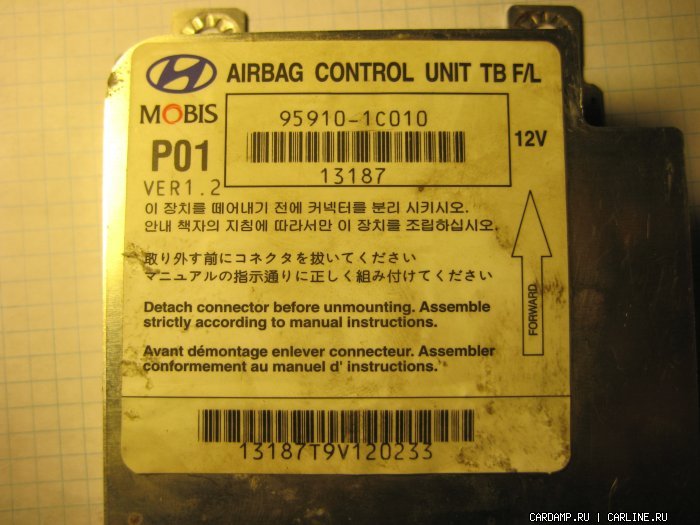 AIRBAG CONTROL UNIT TB F/L
MOBIS
95910-1C010
P01
13187
12V
VER1.2
이 장치를 떼어내기 전에 커넥터를 분리 시키시오.
안내 책자의 지침에 따라서만 이 장치를 조립하십시오.
取り外す前にコネクタを抜いてください
マニュアルの指示通りに正しく組み付けてください
Detach connector before unmounting. Assemble
strictly according to manual instructions.
Avant démontage enlever connecteur. Assembler
conformement au manuel d' instructions.
FORWARD
13187T9V120233
CARDAMP.RU | CARLINE.RU